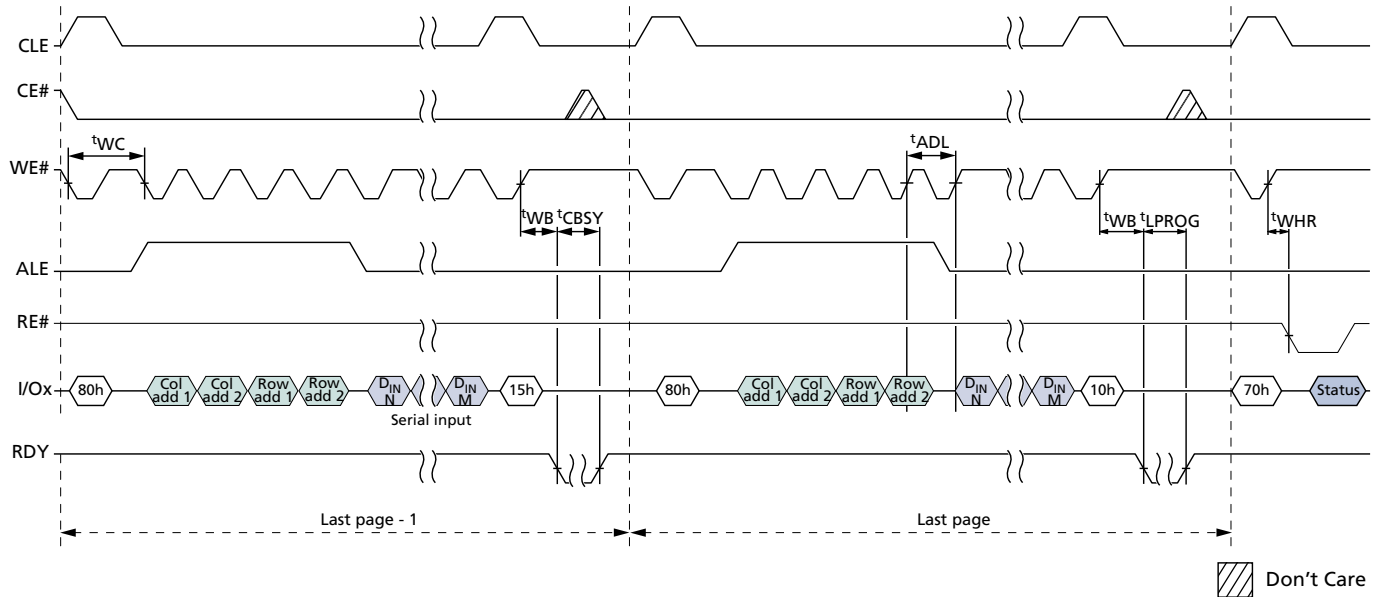 CLE
CE#
tWC
tADL
WE#
tWB tCBSY
tWB tLPROG
tWHR
ALE
RE#
I/Ox
80h
Col add 1
Col add 2
Row add 1
Row add 2
DIN N
DIN M
15h
80h
Col add 1
Col add 2
Row add 1
Row add 2
DIN N
DIN M
10h
70h
Status
Serial input
RDY
Last page - 1
Last page
Don’t Care